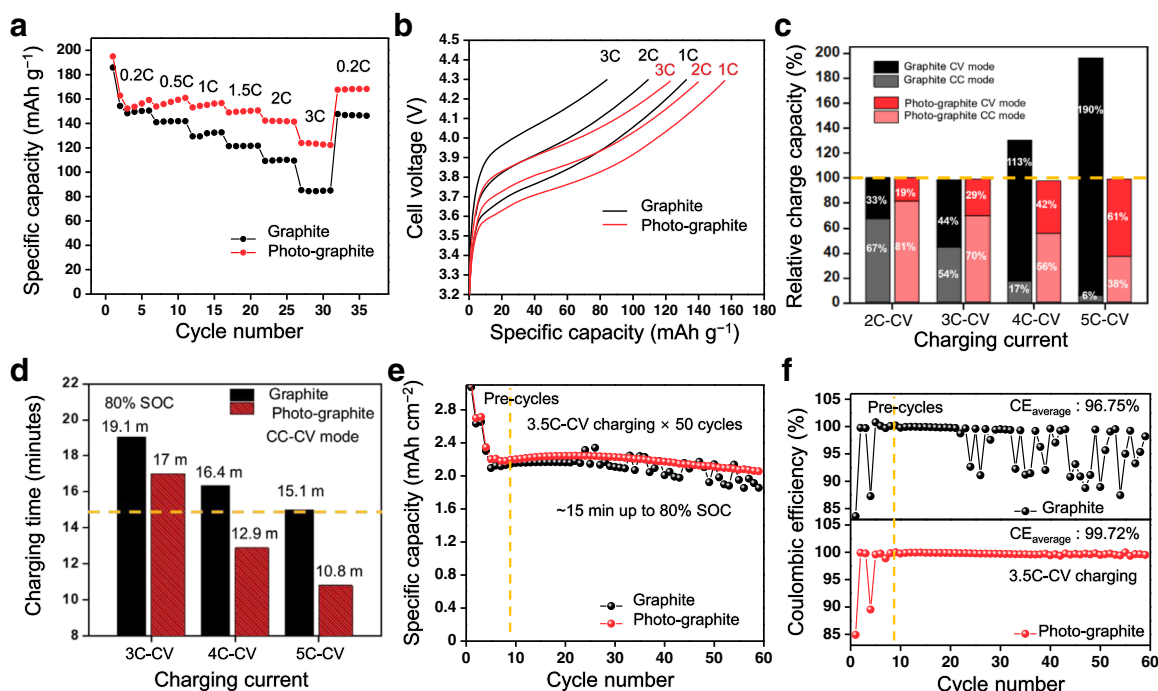 a
200
180
160
140
120
100
80
60
40
20
0
0 5 10 15 20 25 30 35
Specific capacity (mAh g⁻¹)
Cycle number
0.2C 0.5C 1C 1.5C 2C 3C 0.2C
Graphite
Photo-graphite
b
4.5
4.4
4.3
4.2
4.1
4.0
3.9
3.8
3.7
3.6
3.5
3.4
3.3
3.2
0 20 40 60 80 100 120 140 160 180
Cell voltage (V)
Specific capacity (mAh g⁻¹)
3C 2C 1C
3C 2C 1C
Graphite
Photo-graphite
c
200
180
160
140
120
100
80
60
40
20
0
Relative charge capacity (%)
Graphite CV mode
Graphite CC mode
Photo-graphite CV mode
Photo-graphite CC mode
33% 19%
67% 81%
44% 29%
54% 70%
113% 42%
17% 56%
190% 61%
6% 38%
2C-CV 3C-CV 4C-CV 5C-CV
Charging current
d
22
20
18
16
14
12
10
8
Charging time (minutes)
80% SOC
Graphite
Photo-graphite
CC-CV mode
19.1 m
17 m
16.4 m
12.9 m
15.1 m
10.8 m
3C-CV 4C-CV 5C-CV
Charging current
e
2.8
2.4
2.0
1.6
1.2
0.8
0.4
0
0 10 20 30 40 50 60
Specific capacity (mAh cm⁻²)
Pre-cycles
3.5C-CV charging × 50 cycles
~15 min up to 80% SOC
Graphite
Photo-graphite
Cycle number
f
105
100
95
90
85
105
100
95
90
85
0 10 20 30 40 50 60
Coulombic efficiency (%)
Pre-cycles
CEaverage : 96.75%
Graphite
CEaverage : 99.72%
3.5C-CV charging
Photo-graphite
Cycle number